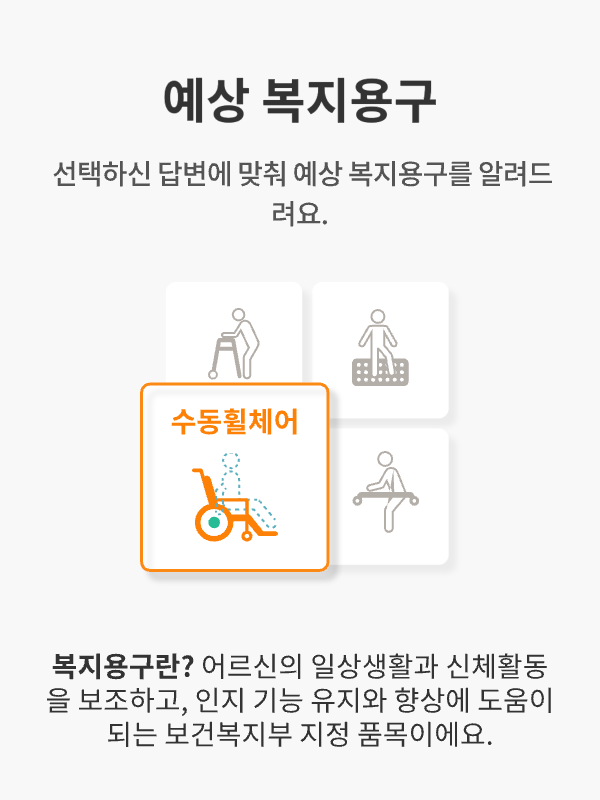 예상 복지용구
선택하신 답변에 맞춰 예상 복지용구를 알려드
려요.
수동휠체어
복지용구란? 어르신의 일상생활과 신체활동
을 보조하고, 인지 기능 유지와 향상에 도움이
되는 보건복지부 지정 품목이에요.